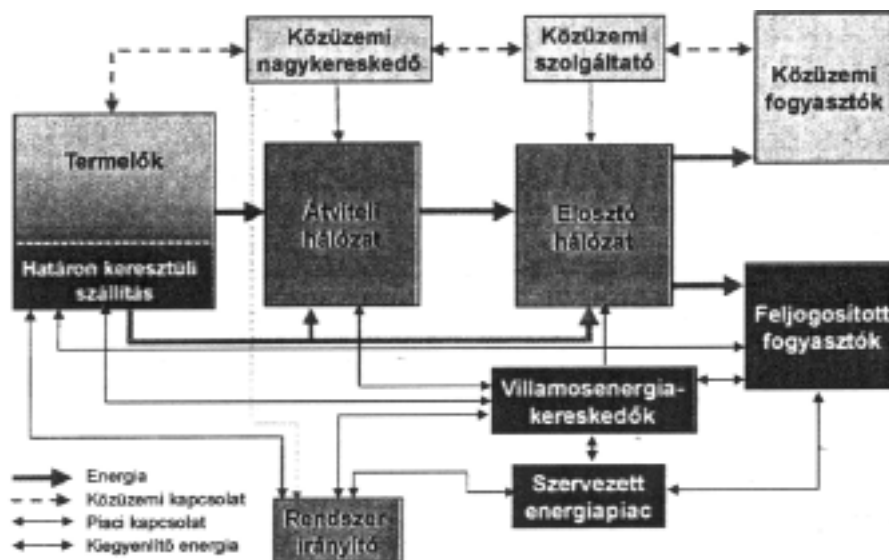 Közüzemi
nagykereskedő
Közüzemi
szolgáltató
Közüzemi
fogyasztók
Termelők
Átviteli
hálózat
Elosztó
hálózat
Határon keresztüli
szállítás
Feljogosított
fogyasztók
Villamosenergia-
kereskedők
Szervezett
energiapiac
Rendszer-
irányító
Energia
Közüzemi kapcsolat
Piaci kapcsolat
Kiegyenlítő energia